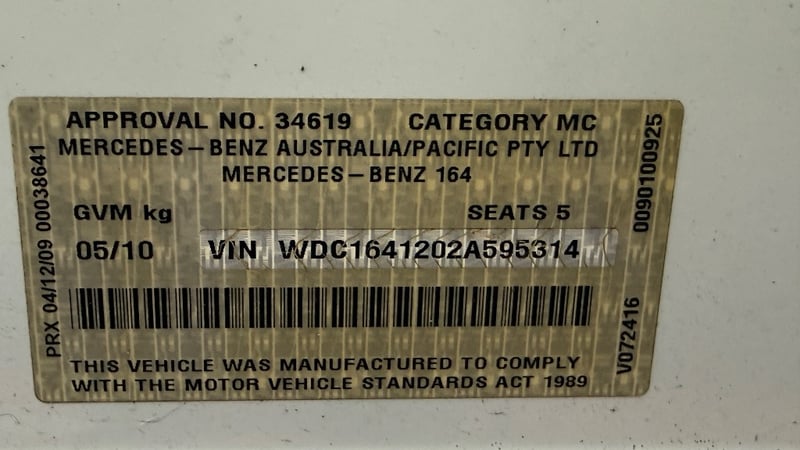 APPROVAL NO. 34619 CATEGORY MC
MERCEDES-BENZ AUSTRALIA/PACIFIC PTY LTD
MERCEDES-BENZ 164
GVM kg SEATS 5
05/10 VIN WDC1641202A595314
THIS VEHICLE WAS MANUFACTURED TO COMPLY
WITH THE MOTOR VEHICLE STANDARDS ACT 1989
PRX 04/12/09 00038641
V072416 0090100925